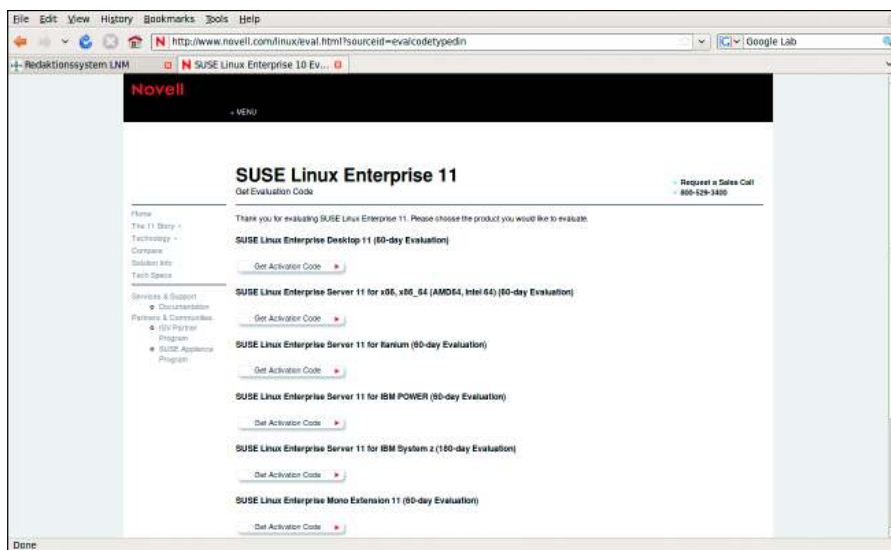 File Edit View History Bookmarks Tools Help
http://www.novell.com/linux/eval.html?sourceid=evalcodetypedin
Google Lab
Redaktionssystem LNM
SUSE Linux Enterprise 10 Ev...
Novell
MENU
SUSE Linux Enterprise 11
Get Evaluation Code
Request a Sales Call
800-529-3400
Home
The 11 Story
Technology
Compare
Solution Info
Tech Specs
Services & Support
Documentation
Partners & Communities
ISV Partner
Program
SUSE Appliance
Program
Thank you for evaluating SUSE Linux Enterprise 11. Please choose the product you would like to evaluate.
SUSE Linux Enterprise Desktop 11 (60-day Evaluation)
Get Activation Code
SUSE Linux Enterprise Server 11 for x86, x86_64 (AMD64, Intel 64) (60-day Evaluation)
Get Activation Code
SUSE Linux Enterprise Server 11 for Itanium (60-day Evaluation)
Get Activation Code
SUSE Linux Enterprise Server 11 for IBM POWER (60-day Evaluation)
Get Activation Code
SUSE Linux Enterprise Server 11 for IBM System z (180-day Evaluation)
Get Activation Code
SUSE Linux Enterprise Mono Extension 11 (60-day Evaluation)
Get Activation Code
Done